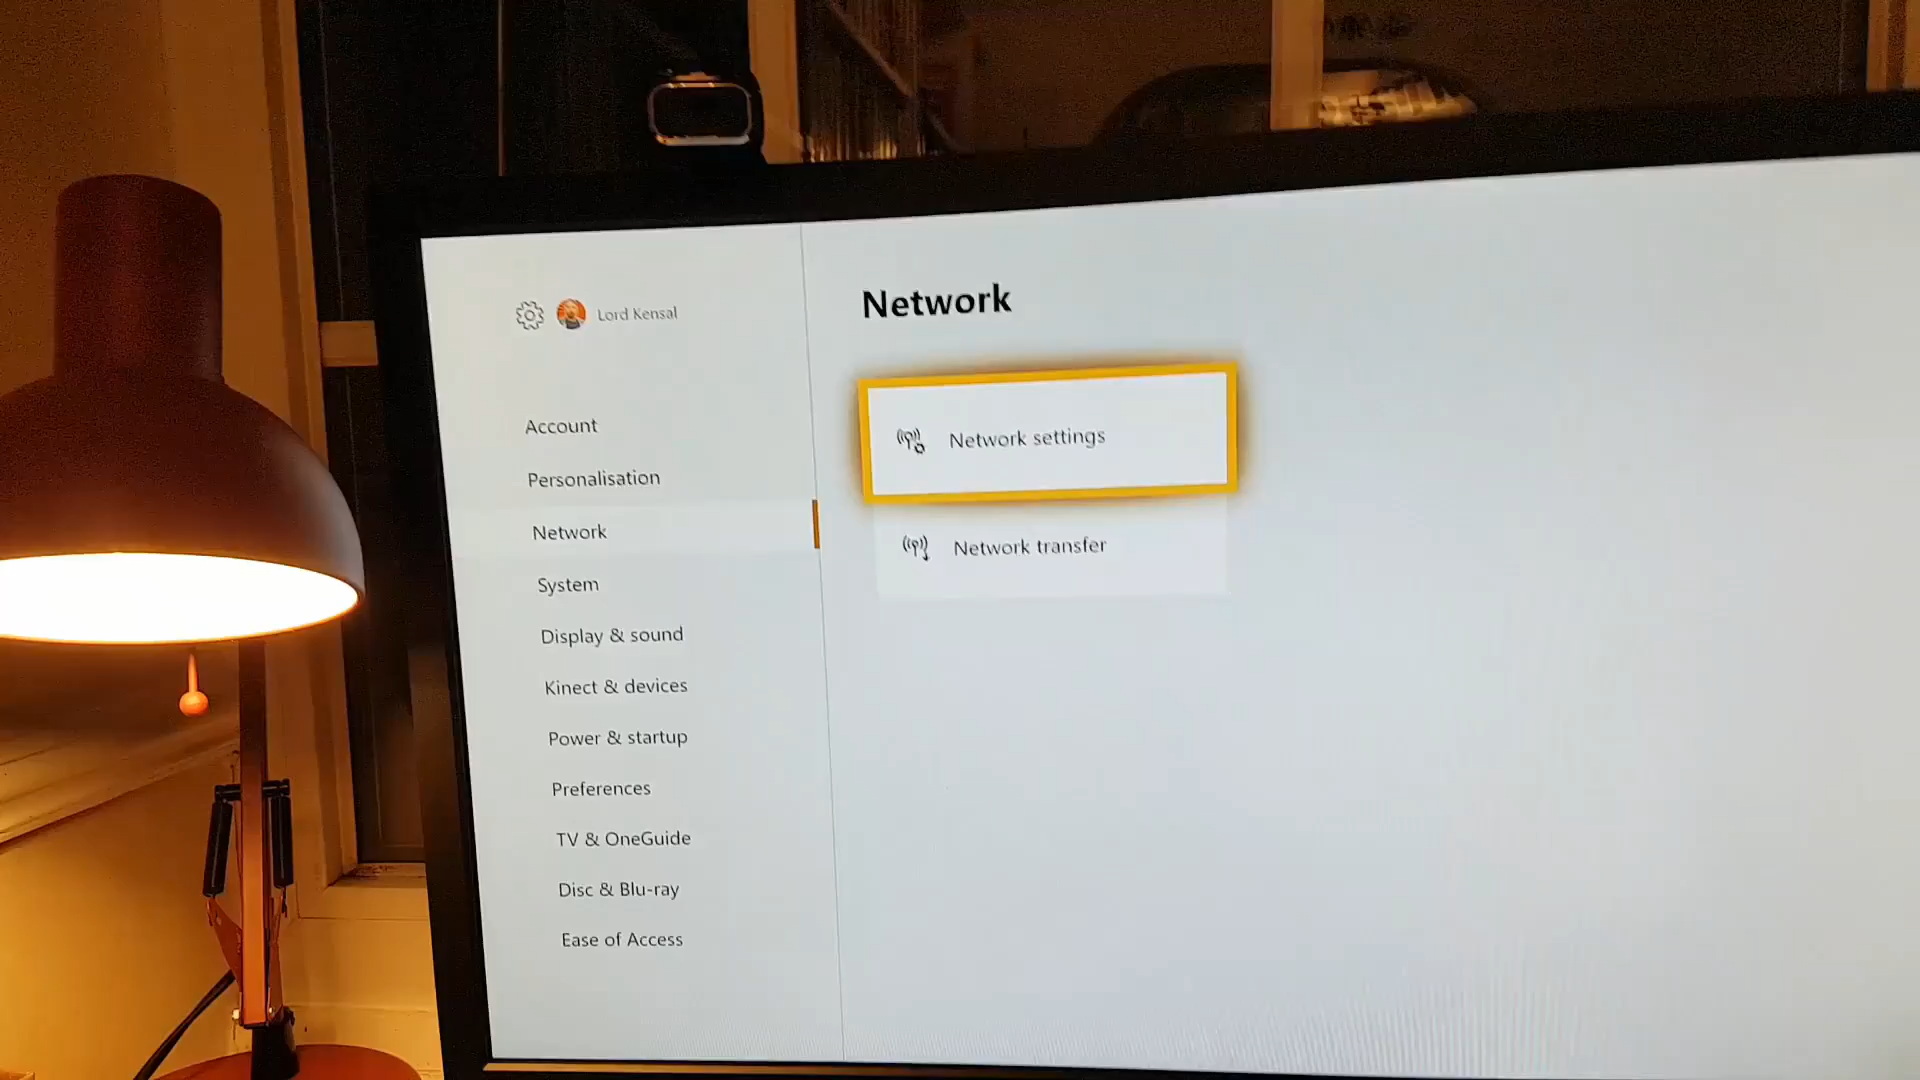 Lord Kensal
Account
Personalisation
Network
System
Display & sound
Kinect & devices
Power & startup
Preferences
TV & OneGuide
Disc & Blu-ray
Ease of Access
Network
Network settings
Network transfer